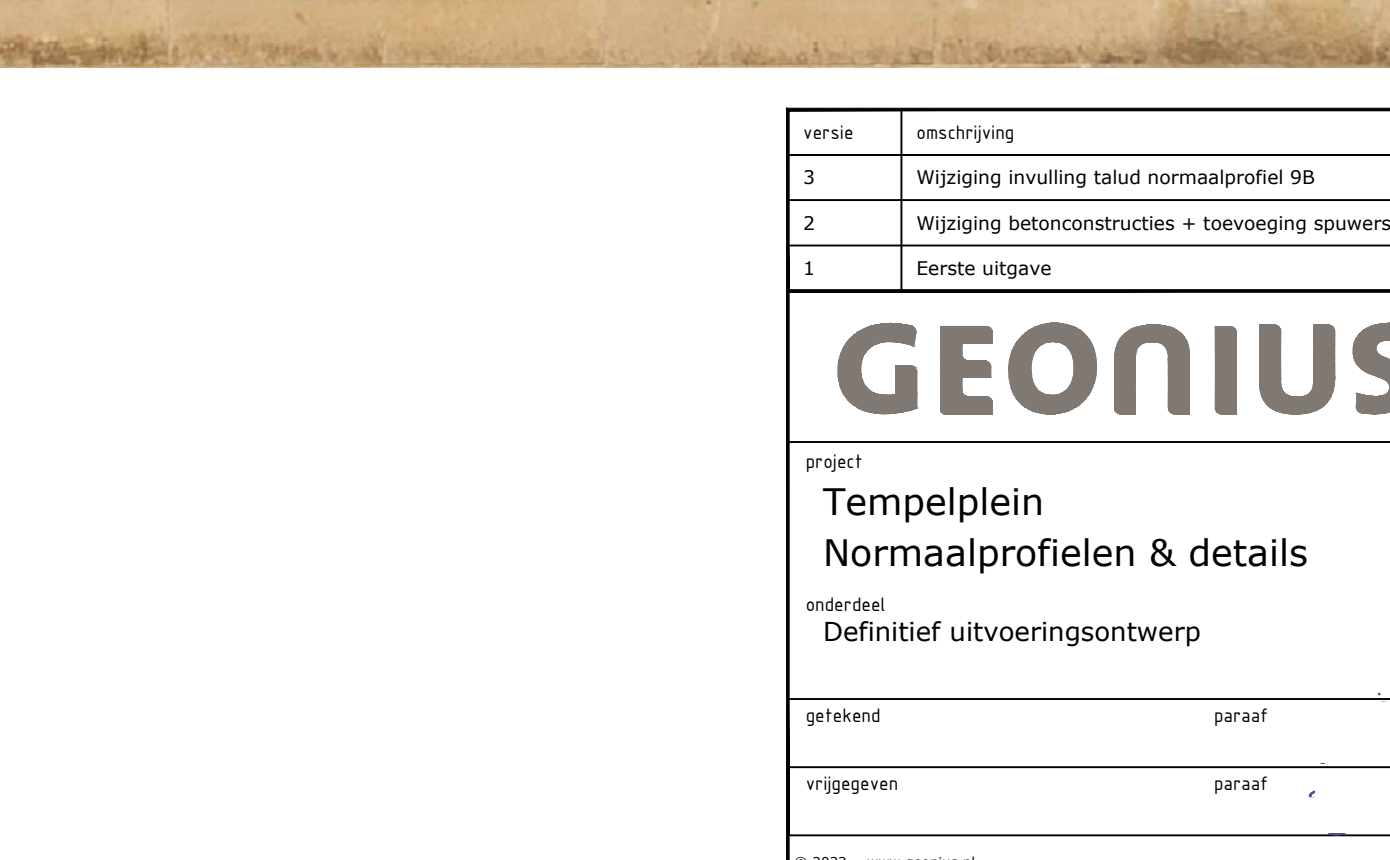 versie omschrijving
3 Wijziging invulling talud normaalprofiel 9B
2 Wijziging betonconstructies + toevoeging spuwers
1 Eerste uitgave
GEONIUS
project
Tempelplein
Normaalprofielen & details
onderdeel
Definitief uitvoeringsontwerp
getekend paraaf
vrijgegeven paraaf